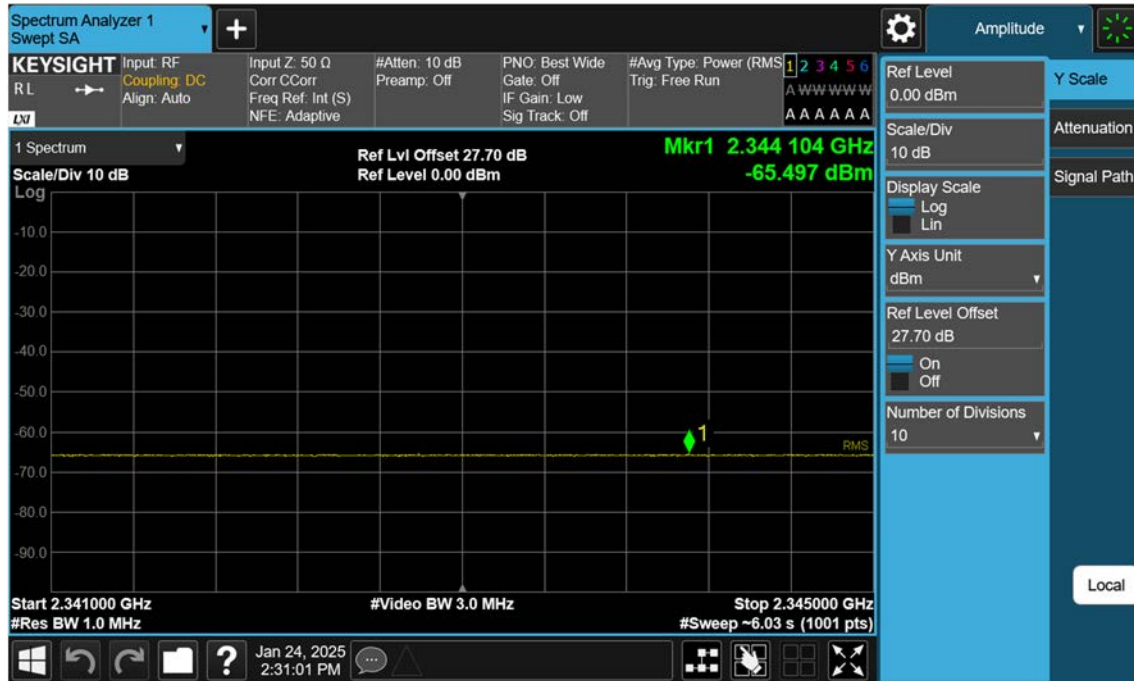 Spectrum Analyzer 1
Swept SA
+
Amplitude
KEYSIGHT
R L
LXI
Input: RF
Coupling: DC
Align: Auto
Input Z: 50 Ω
Corr CCorr
Freq Ref: Int (S)
NFE: Adaptive
#Atten: 10 dB
Preamp: Off
PNO: Best Wide
Gate: Off
IF Gain: Low
Sig Track: Off
#Avg Type: Power (RMS
Trig: Free Run
1 2 3 4 5 6
A W W W W W
A A A A A A
1 Spectrum
Scale/Div 10 dB
Log
Ref Lvl Offset 27.70 dB
Ref Level 0.00 dBm
Mkr1 2.344 104 GHz
-65.497 dBm
-10.0
-20.0
-30.0
-40.0
-50.0
-60.0
-70.0
-80.0
-90.0
1
RMS
Start 2.341000 GHz
#Res BW 1.0 MHz
#Video BW 3.0 MHz
Stop 2.345000 GHz
#Sweep ~6.03 s (1001 pts)
Ref Level
0.00 dBm
Scale/Div
10 dB
Display Scale
Log
Lin
Y Axis Unit
dBm
Ref Level Offset
27.70 dB
On
Off
Number of Divisions
10
Y Scale
Attenuation
Signal Path
Local
?
Jan 24, 2025
2:31:01 PM